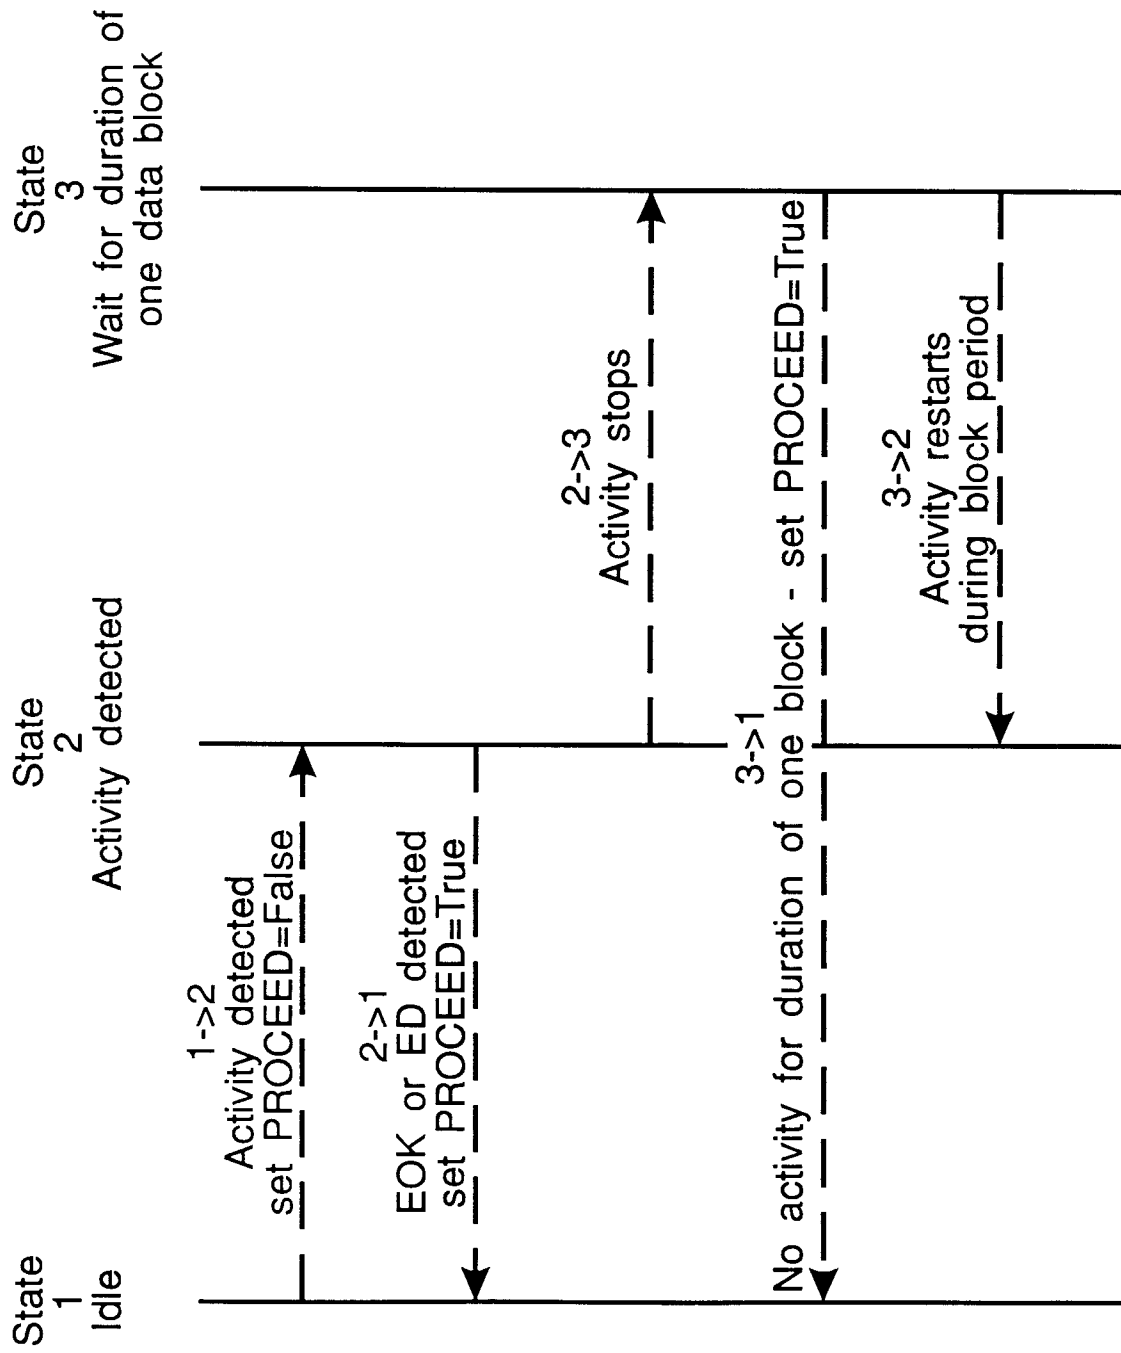 State
1
Idle
State
2
Activity detected
State
3
Wait for duration of
one data block
1->2
Activity detected
set PROCEED=False
2->1
EOK or ED detected
set PROCEED=True
2->3
Activity stops
3->1
No activity for duration of one block - set PROCEED=True
3->2
Activity restarts
during block period